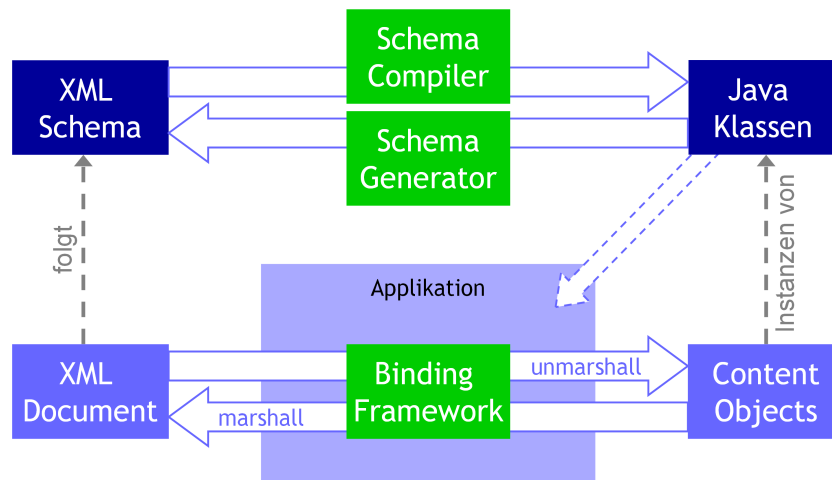 Schema
Compiler
XML
Schema
Java
Klassen
Schema
Generator
folgt
Instanzen von
Applikation
XML
Document
Binding
Framework
unmarshall
marshall
Content
Objects